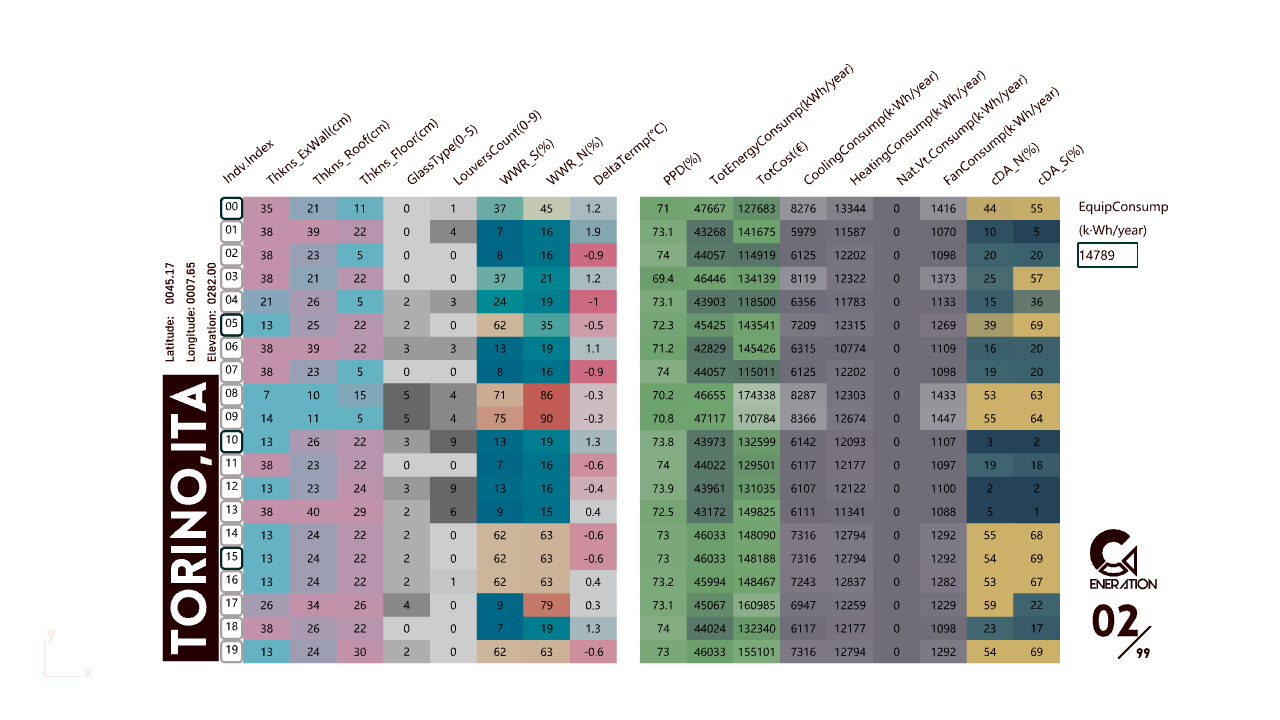 Indv.Index Thkns_ExWall(cm) Thkns_Roof(cm) Thkns_Floor(cm) GlassType(0-5) LouversCount(0-9) WWR_S(%) WWR_N(%) DeltaTermp(°C) PPD(%) TotEnergyConsump(kWh/year) TotCost(€) CoolingConsump(k·Wh/year) HeatingConsump(k·Wh/year) Nat.Vt.Consump(k·Wh/year) FanConsump(k·Wh/year) cDA_N(%) cDA_S(%)
00 35 21 11 0 1 37 45 1.2 71 47667 127683 8276 13344 0 1416 44 55
01 38 39 22 0 4 7 16 1.9 73.1 43268 141675 5979 11587 0 1070 10 5
02 38 23 5 0 0 8 16 -0.9 74 44057 114919 6125 12202 0 1098 20 20
03 38 21 22 0 0 37 21 1.2 69.4 46446 134139 8119 12322 0 1373 25 57
04 21 26 5 2 3 24 19 -1 73.1 43903 118500 6356 11783 0 1133 15 36
05 13 25 22 2 0 62 35 -0.5 72.3 45425 143541 7209 12315 0 1269 39 69
06 38 39 22 3 3 13 19 1.1 71.2 42829 145426 6315 10774 0 1109 16 20
07 38 23 5 0 0 8 16 -0.9 74 44057 115011 6125 12202 0 1098 19 20
08 7 10 15 5 4 71 86 -0.3 70.2 46655 174338 8287 12303 0 1433 53 63
09 14 11 5 5 4 75 90 -0.3 70.8 47117 170784 8366 12674 0 1447 55 64
10 13 26 22 3 9 13 19 1.3 73.8 43973 132599 6142 12093 0 1107 3 2
11 38 23 22 0 0 7 16 -0.6 74 44022 129501 6117 12177 0 1097 19 18
12 13 23 24 3 9 13 16 -0.4 73.9 43961 131035 6107 12122 0 1100 2 2
13 38 40 29 2 6 9 15 0.4 72.5 43172 149825 6111 11341 0 1088 5 1
14 13 24 22 2 0 62 63 -0.6 73 46033 148090 7316 12794 0 1292 55 68
15 13 24 22 2 0 62 63 -0.6 73 46033 148188 7316 12794 0 1292 54 69
16 13 24 22 2 1 62 63 0.4 73.2 45994 148467 7243 12837 0 1282 53 67
17 26 34 26 4 0 9 79 0.3 73.1 45067 160985 6947 12259 0 1229 59 22
18 38 26 22 0 0 7 19 1.3 74 44024 132340 6117 12177 0 1098 23 17
19 13 24 30 2 0 62 63 -0.6 73 46033 155101 7316 12794 0 1292 54 69
Latitude: 0045.17
Longitude: 0007.65
Elevation: 0282.00
TORINO,ITA
EquipConsump
(k·Wh/year)
14789
ENERATION
02/99
y
x